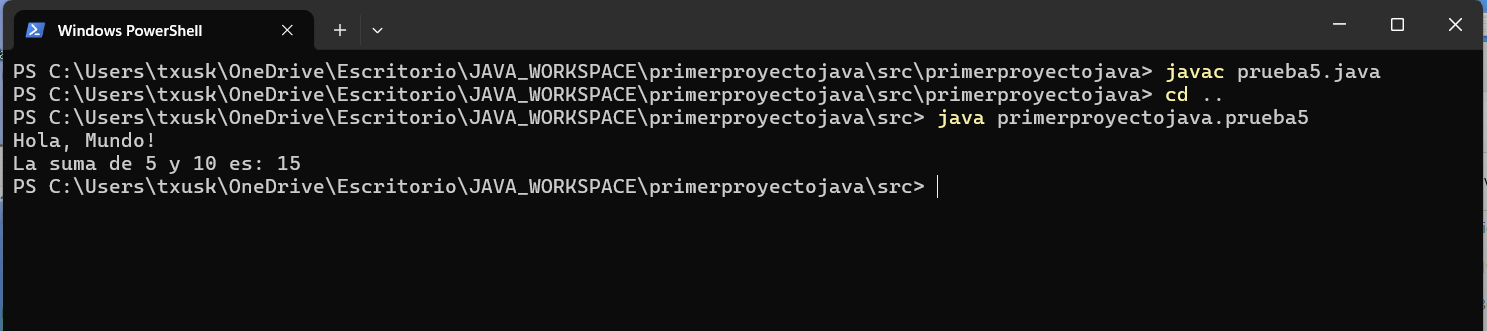 Windows PowerShell
PS C:\Users\txusk\OneDrive\Escritorio\JAVA_WORKSPACE\primerproyectojava\src\primerproyectojava> javac prueba5.java
PS C:\Users\txusk\OneDrive\Escritorio\JAVA_WORKSPACE\primerproyectojava\src\primerproyectojava> cd ..
PS C:\Users\txusk\OneDrive\Escritorio\JAVA_WORKSPACE\primerproyectojava\src> java primerproyectojava.prueba5
Hola, Mundo!
La suma de 5 y 10 es: 15
PS C:\Users\txusk\OneDrive\Escritorio\JAVA_WORKSPACE\primerproyectojava\src>